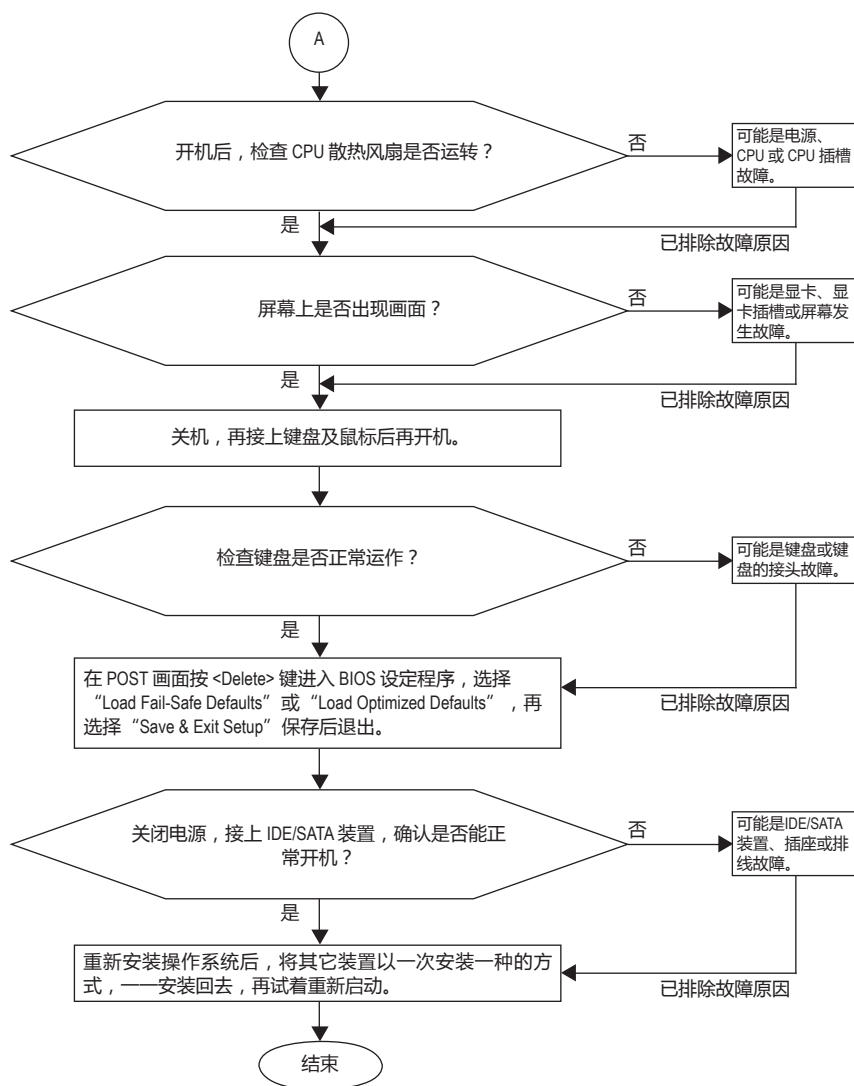 A
开机后，检查 CPU 散热风扇是否运转？
否
可能是电源、
CPU 或 CPU 插槽
故障。
是
已排除故障原因
屏幕上是否出现画面？
否
可能是显卡、显
卡插槽或屏幕发
生故障。
是
已排除故障原因
关机，再接上键盘及鼠标后再开机。
检查键盘是否正常运作？
否
可能是键盘或键
盘的接头故障。
是
在 POST 画面按 <Delete> 键进入 BIOS 设定程序，选择
“Load Fail-Safe Defaults”或“Load Optimized Defaults”，再
选择“Save & Exit Setup”保存后退出。
已排除故障原因
关闭电源，接上 IDE/SATA 装置，确认是否能正
常开机？
否
可能是IDE/SATA
装置、插座或排
线故障。
是
重新安装操作系统后，将其它装置以一次安装一种的方
式，一一安装回去，再试着重新启动。
已排除故障原因
结束